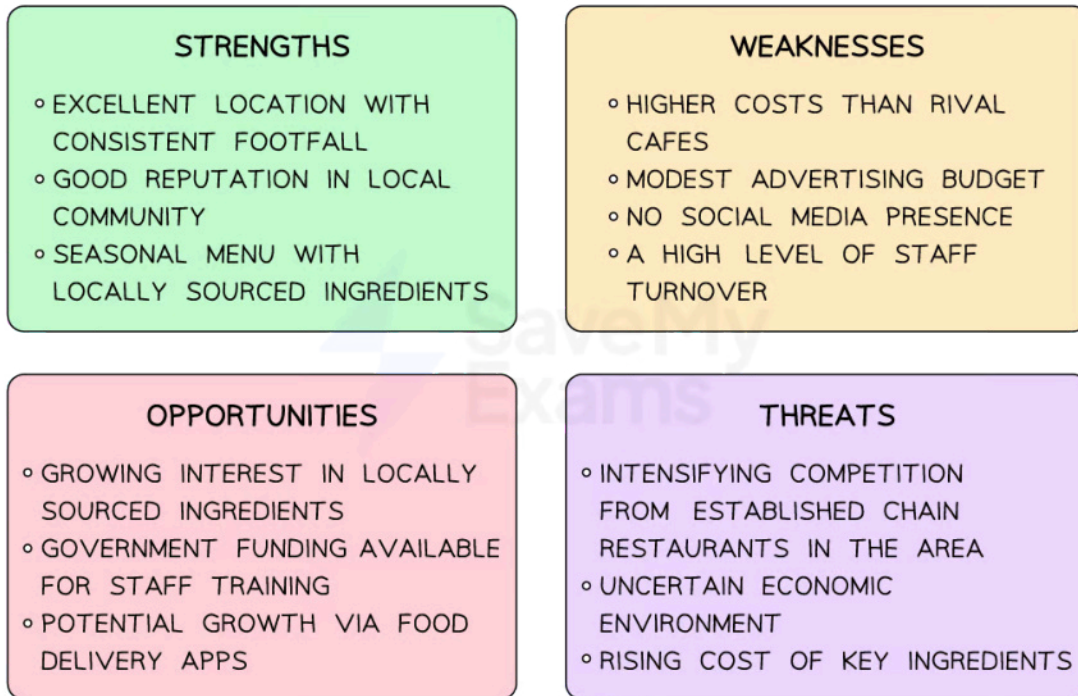 STRENGTHS
◦ EXCELLENT LOCATION WITH
CONSISTENT FOOTFALL
◦ GOOD REPUTATION IN LOCAL
COMMUNITY
◦ SEASONAL MENU WITH
LOCALLY SOURCED INGREDIENTS
WEAKNESSES
◦ HIGHER COSTS THAN RIVAL
CAFES
◦ MODEST ADVERTISING BUDGET
◦ NO SOCIAL MEDIA PRESENCE
◦ A HIGH LEVEL OF STAFF
TURNOVER
SaveMy
Exams
OPPORTUNITIES
◦ GROWING INTEREST IN LOCALLY
SOURCED INGREDIENTS
◦ GOVERNMENT FUNDING AVAILABLE
FOR STAFF TRAINING
◦ POTENTIAL GROWTH VIA FOOD
DELIVERY APPS
THREATS
◦ INTENSIFYING COMPETITION
FROM ESTABLISHED CHAIN
RESTAURANTS IN THE AREA
◦ UNCERTAIN ECONOMIC
ENVIRONMENT
◦ RISING COST OF KEY INGREDIENTS